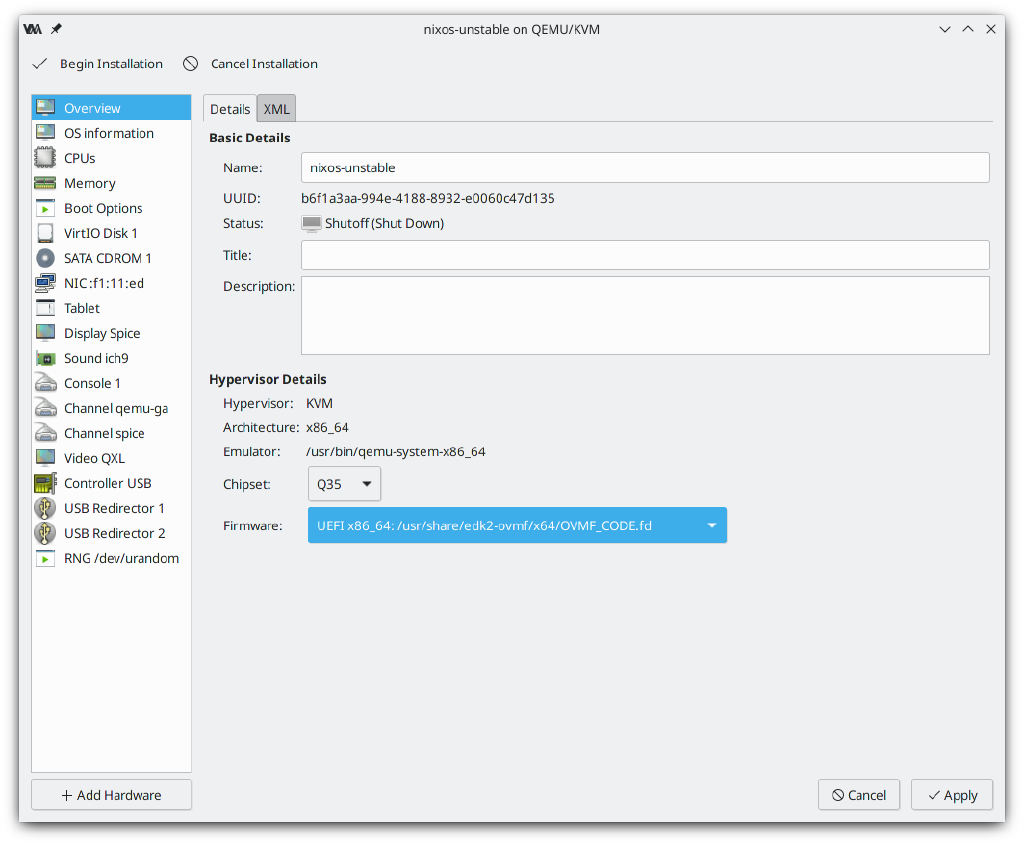 nixos-unstable on QEMU/KVM
Begin Installation
Cancel Installation
Overview
OS information
CPUs
Memory
Boot Options
VirtIO Disk 1
SATA CDROM 1
NIC :f1:11:ed
Tablet
Display Spice
Sound ich9
Console 1
Channel qemu-ga
Channel spice
Video QXL
Controller USB
USB Redirector 1
USB Redirector 2
RNG /dev/urandom
Add Hardware
Details
XML
Basic Details
Name: nixos-unstable
UUID: b6f1a3aa-994e-4188-8932-e0060c47d135
Status: Shutoff (Shut Down)
Title:
Description:
Hypervisor Details
Hypervisor: KVM
Architecture: x86_64
Emulator: /usr/bin/qemu-system-x86_64
Chipset: Q35
Firmware: UEFI x86_64: /usr/share/edk2-ovmf/x64/OVMF_CODE.fd
Cancel
Apply